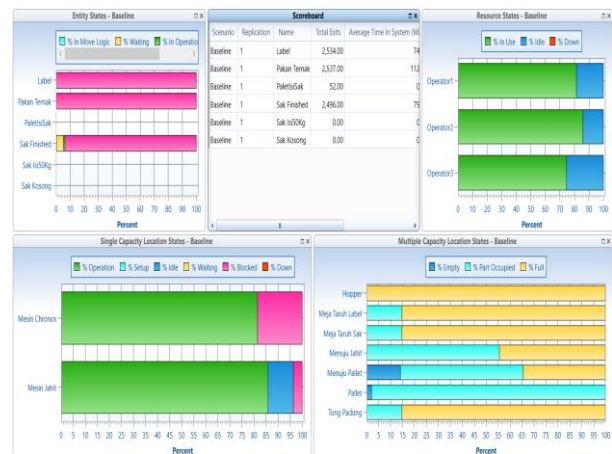 Entity States - Baseline
% In Move Logic % Waiting % In Operatio
Label
Pakan Ternak
PaletIsiSak
Sak Finished
Sak Isi50Kg
Sak Kosong
0 10 20 30 40 50 60 70 80 90 100
Percent
Scoreboard
Scenario Replication Name Total Exits Average Time In System (Mi
Baseline 1 Label 2,534.00 74
Baseline 1 Pakan Ternak 2,537.00 112
Baseline 1 PaletIsiSak 52.00 0
Baseline 1 Sak Finished 2,496.00 79
Baseline 1 Sak Isi50Kg 0.00 0
Baseline 1 Sak Kosong 0.00 0
Resource States - Baseline
% In Use % Idle % Down
Operator1
Operator2
Operator3
0 10 20 30 40 50 60 70 80 90 100
Percent
Single Capacity Location States - Baseline
% Operation % Setup % Idle % Waiting % Blocked % Down
Mesin Chronos
Mesin Jahit
0 5 10 15 20 25 30 35 40 45 50 55 60 65 70 75 80 85 90 95 100
Percent
Multiple Capacity Location States - Baseline
% Empty % Part Occupied % Full
Hopper
Meja Taruh Label
Meja Taruh Sak
Menuju Jahit
Menuju Pallet
Pallet
Tong Packing
0 5 10 15 20 25 30 35 40 45 50 55 60 65 70 75 80 85 90 95 100
Percent